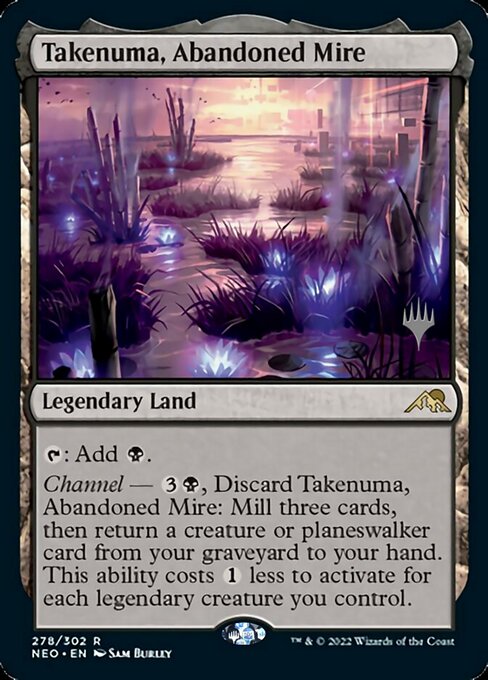 Takenuma, Abandoned Mire
Legendary Land
: Add .
Channel — 3, Discard Takenuma,
Abandoned Mire: Mill three cards,
then return a creature or planeswalker
card from your graveyard to your hand.
This ability costs 1 less to activate for
each legendary creature you control.
278/302 R
NEO • EN Sam Burley
™ & © 2022 Wizards of the Coast